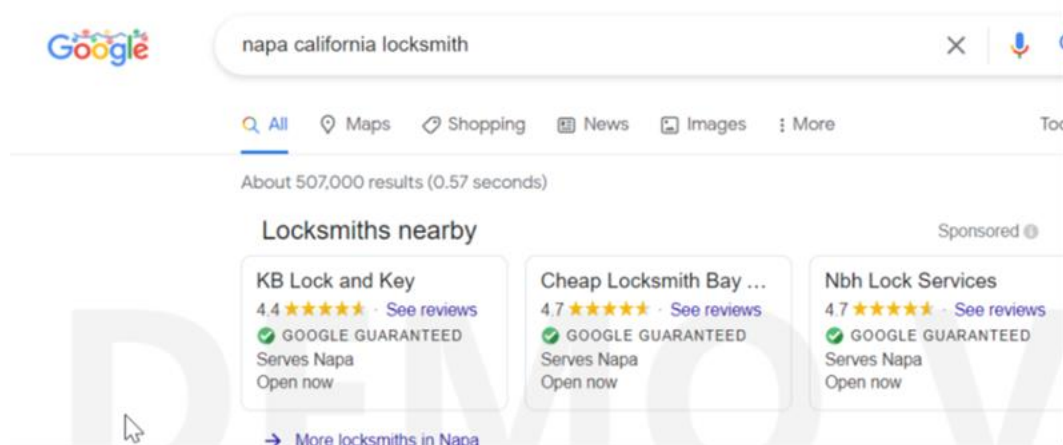 Google
napa california locksmith
All Maps Shopping News Images More
About 507,000 results (0.57 seconds)
Locksmiths nearby Sponsored
KB Lock and Key
4.4 · See reviews
GOOGLE GUARANTEED
Serves Napa
Open now
Cheap Locksmith Bay ...
4.7 · See reviews
GOOGLE GUARANTEED
Serves Napa
Open now
Nbh Lock Services
4.7 · See reviews
GOOGLE GUARANTEED
Serves Napa
Open now
→ More locksmiths in Napa
DEMO V